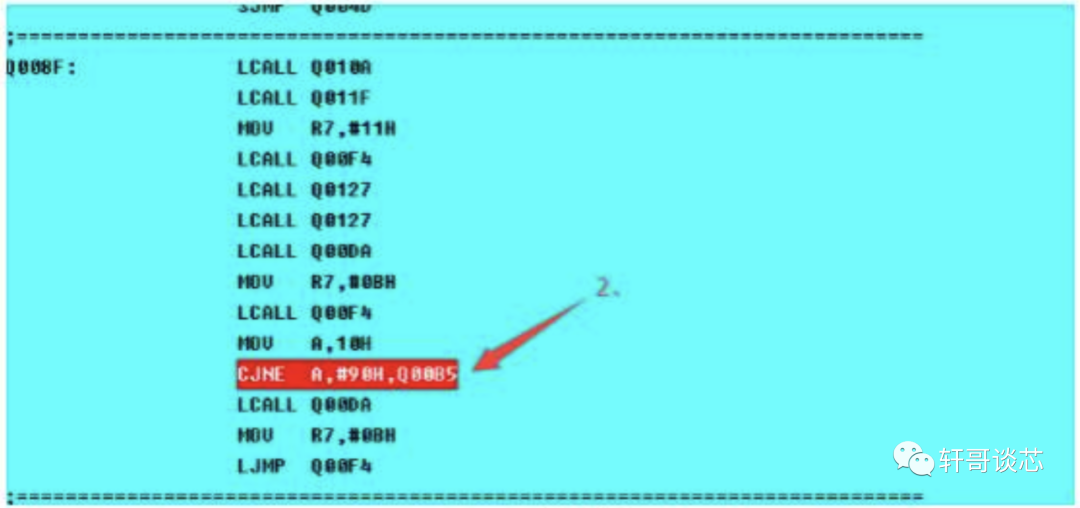 SJMP Q004D
;==========================================================================
Q008F: LCALL Q010A
LCALL Q011F
MOV R7,#11H
LCALL Q00F4
LCALL Q0127
LCALL Q0127
LCALL Q00DA
MOV R7,#0BH
LCALL Q00F4
MOV A,10H
CJNE A,#90H,Q00B5
LCALL Q00DA
MOV R7,#0BH
LJMP Q00F4
;==========================================================================
2、
轩哥谈芯